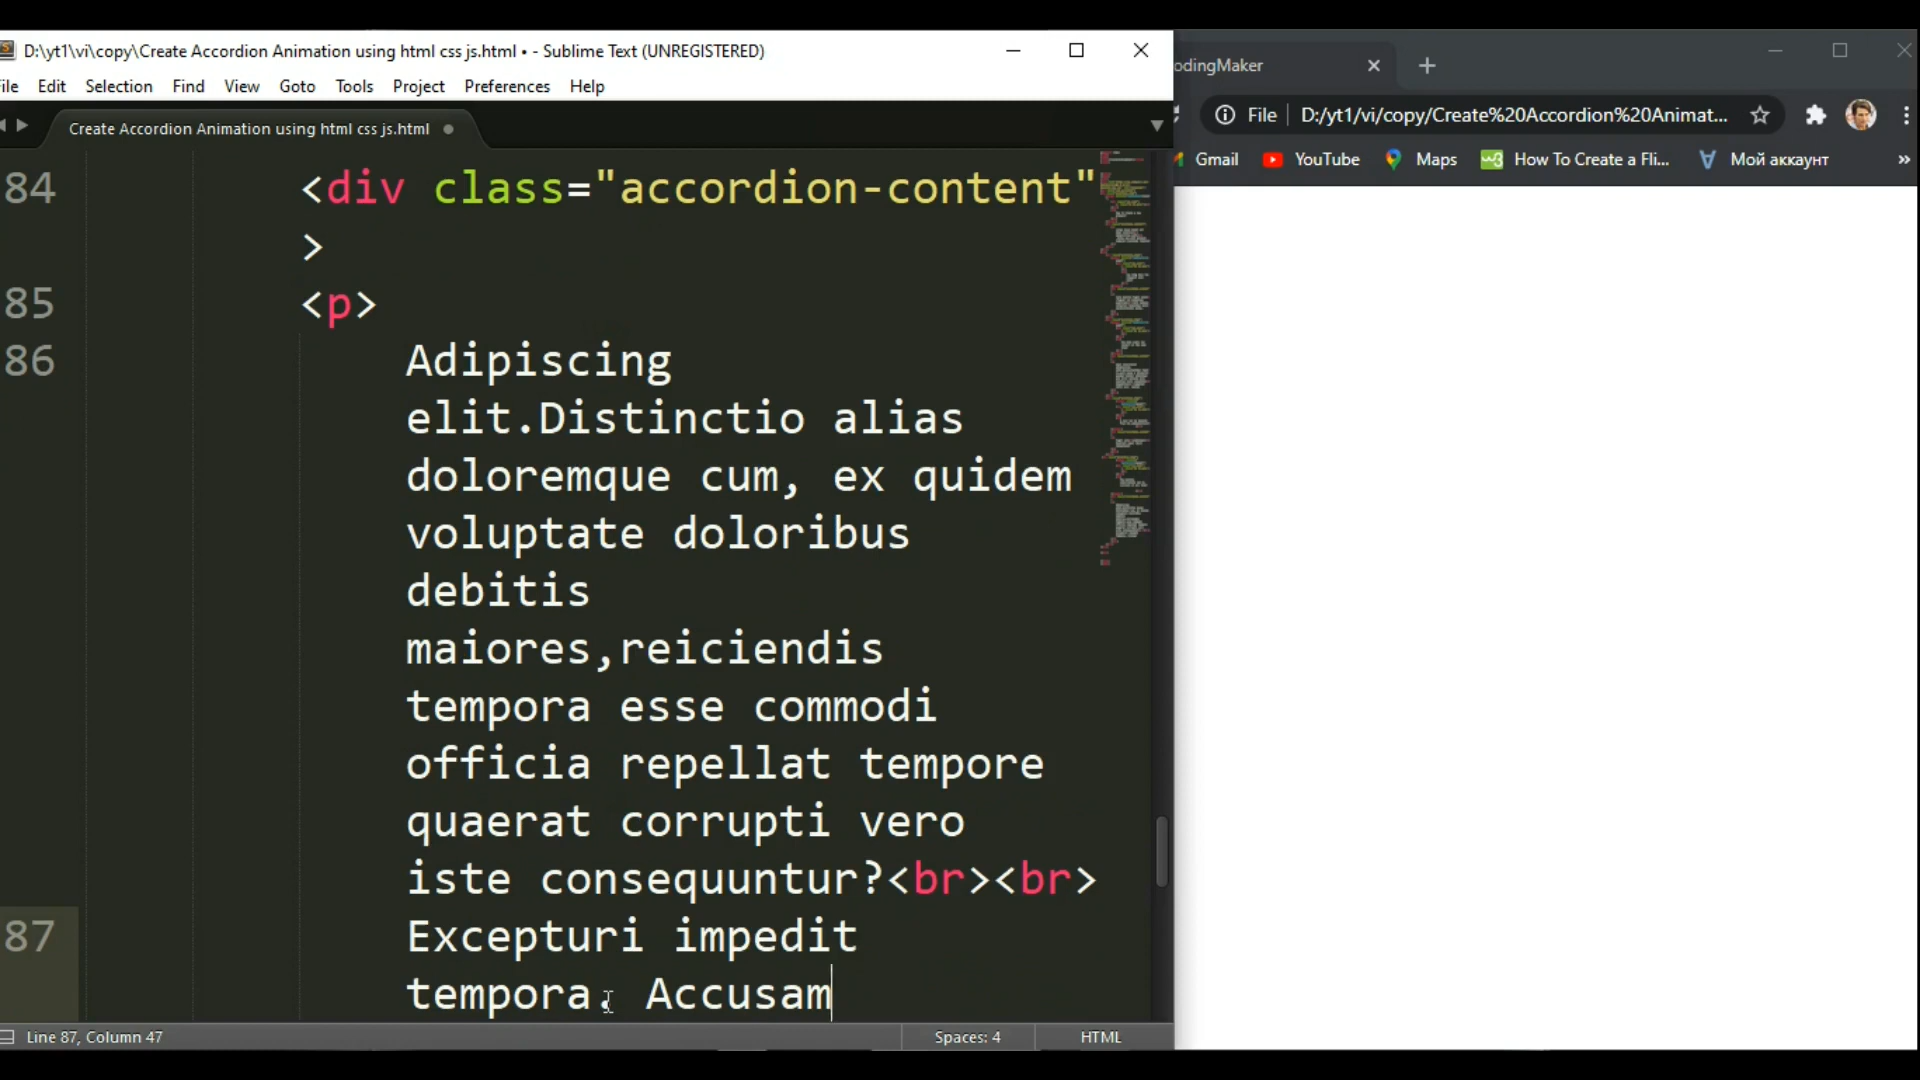 D:\yt1\vi\copy\Create Accordion Animation using html css js.html • - Sublime Text (UNREGISTERED)
ile Edit Selection Find View Goto Tools Project Preferences Help
Create Accordion Animation using html css js.html
84 <div class="accordion-content"
>
85 <p>
86 Adipiscing
elit.Distinctio alias
doloremque cum, ex quidem
voluptate doloribus
debitis
maiores,reiciendis
tempora esse commodi
officia repellat tempore
quaerat corrupti vero
iste consequuntur?<br><br>
87 Excepturi impedit
tempora. Accusam
Line 87, Column 47 Spaces: 4 HTML
odingMaker
File D:/yt1/vi/copy/Create%20Accordion%20Animat...
Gmail YouTube Maps How To Create a Fli... Мой аккаунт »